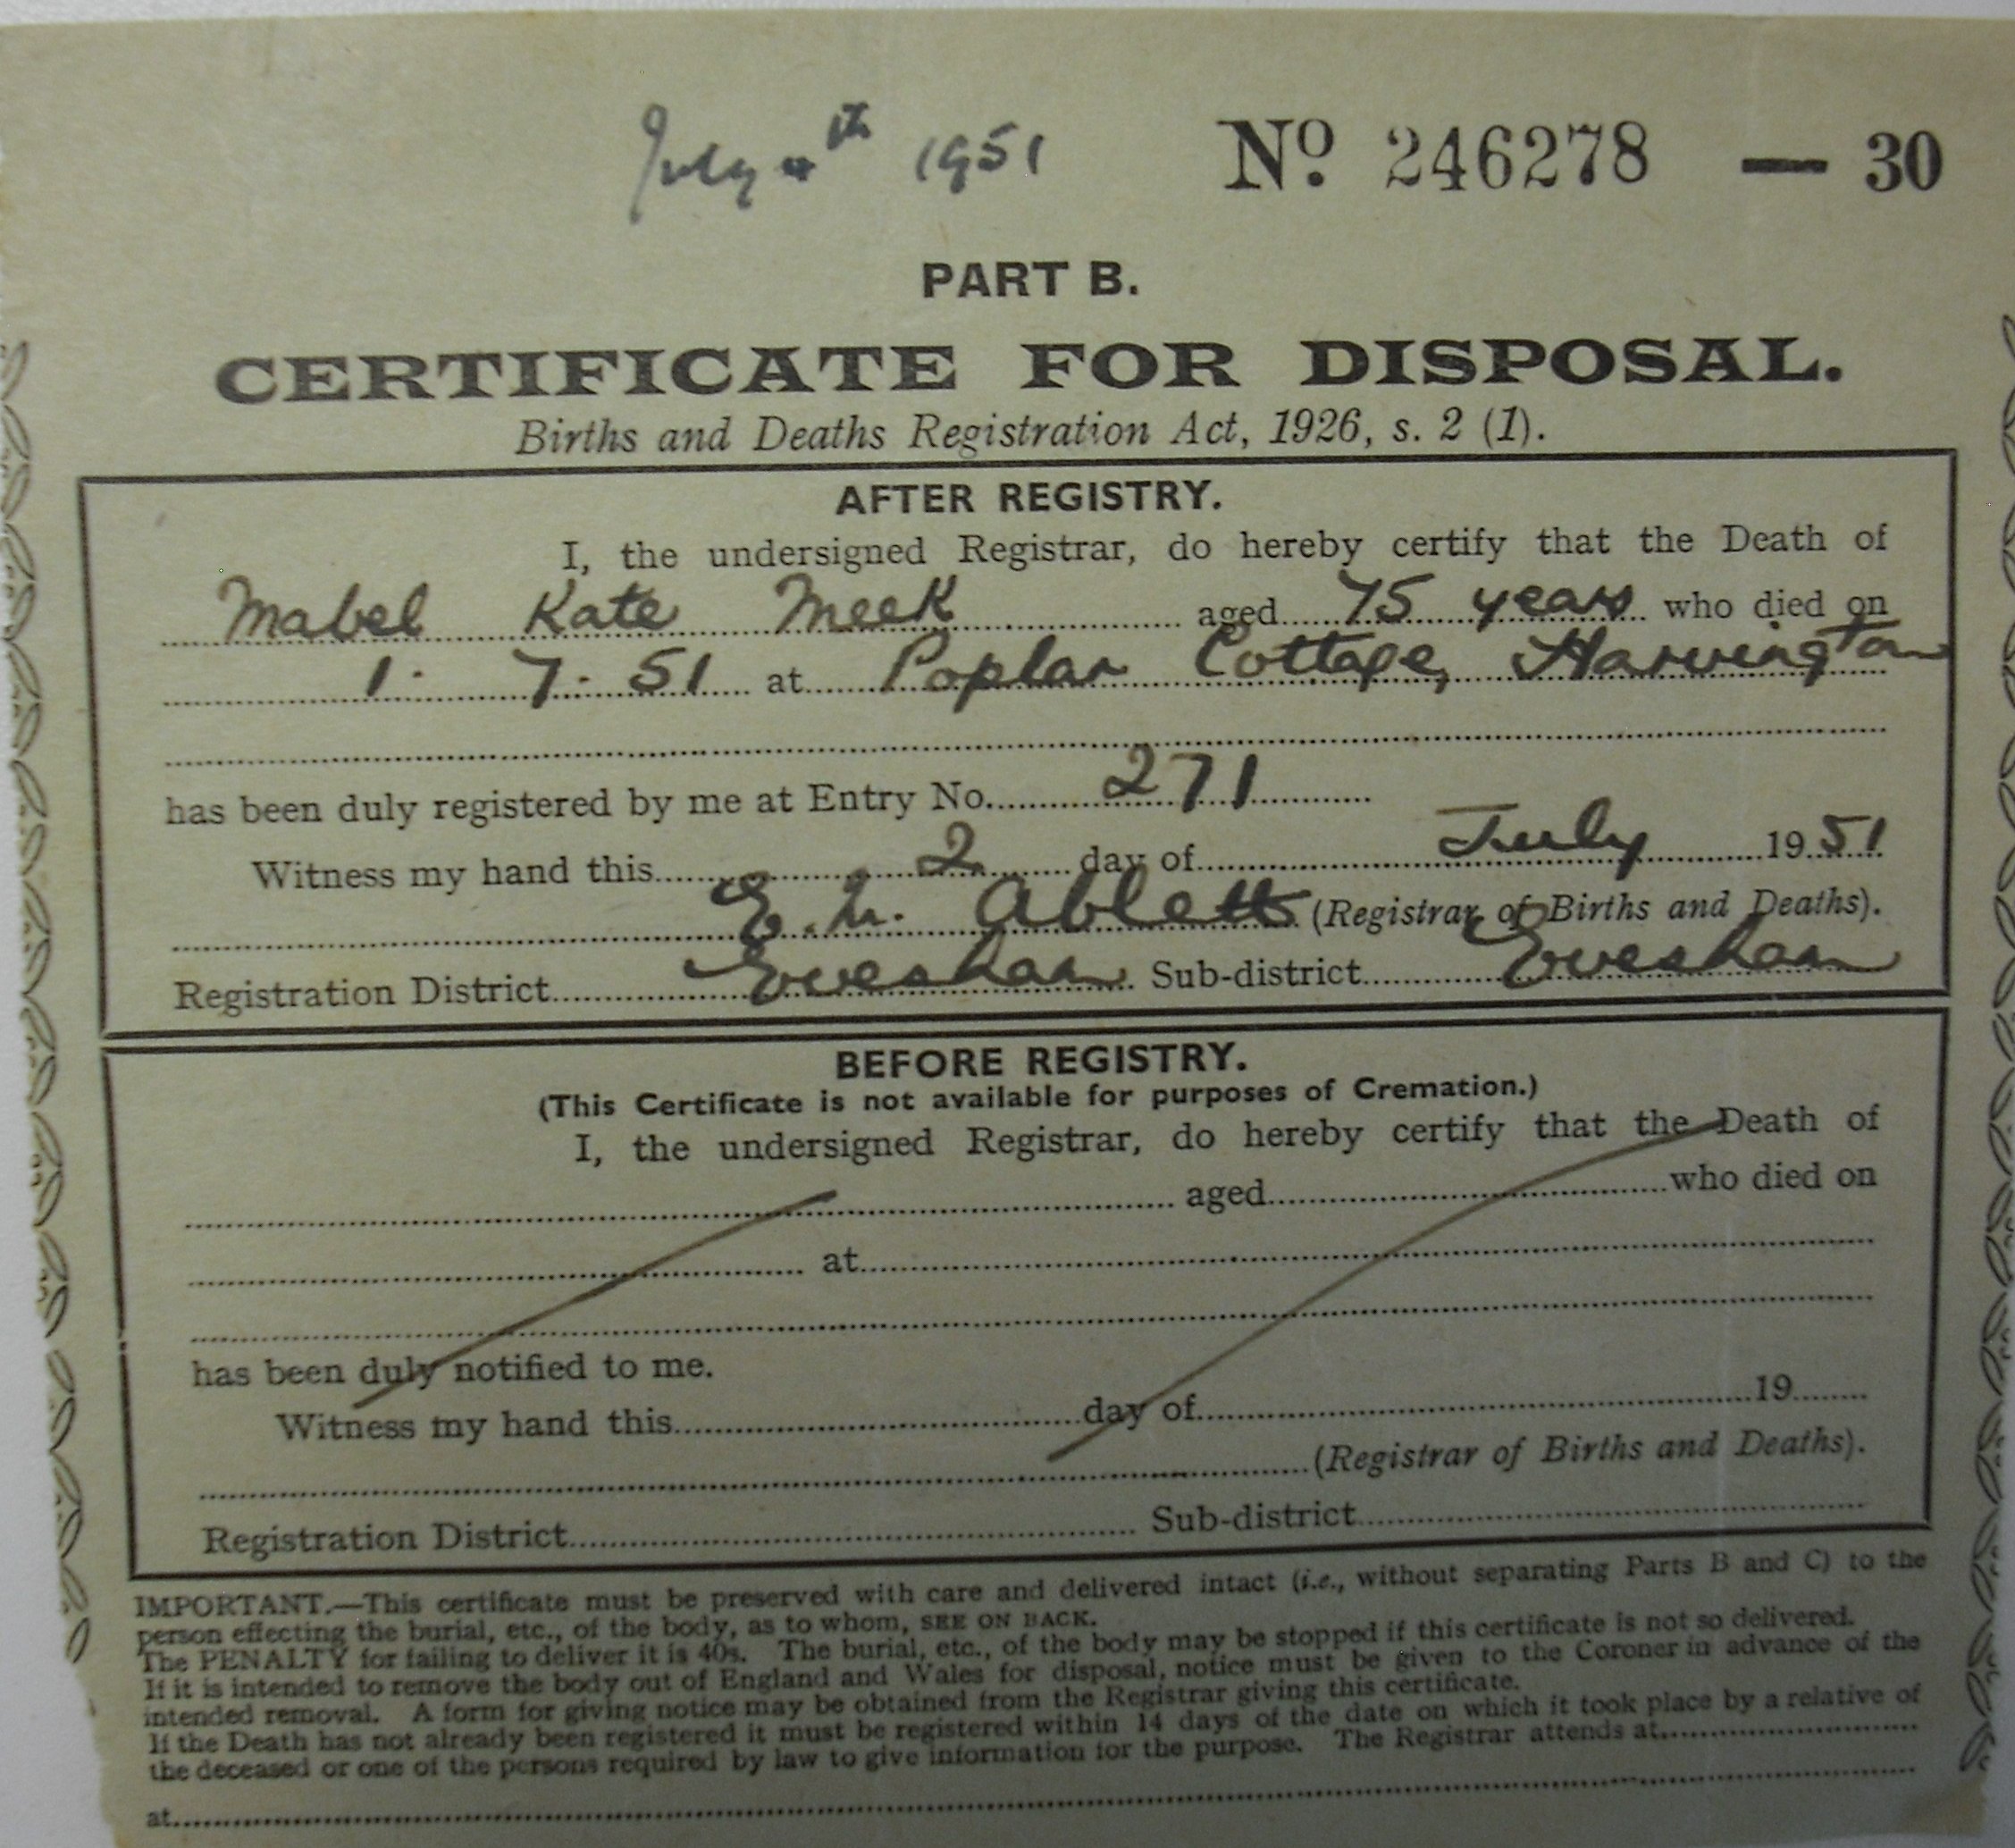 July 4th 1951 No. 246278 — 30
PART B.
CERTIFICATE FOR DISPOSAL.
Births and Deaths Registration Act, 1926, s. 2 (1).
AFTER REGISTRY.
I, the undersigned Registrar, do hereby certify that the Death of
Mabel Kate Meek aged 75 years who died on
1. 7. 51 at Poplar Cottage, Harvington
has been duly registered by me at Entry No. 271
Witness my hand this 2 day of July 1951
E. Ablett (Registrar of Births and Deaths).
Registration District Evesham Sub-district Evesham
BEFORE REGISTRY.
(This Certificate is not available for purposes of Cremation.)
I, the undersigned Registrar, do hereby certify that the Death of
aged who died on
at
has been duly notified to me.
Witness my hand this day of 19
(Registrar of Births and Deaths).
Registration District Sub-district
IMPORTANT.—This certificate must be preserved with care and delivered intact (i.e., without separating Parts B and C) to the
person effecting the burial, etc., of the body, as to whom, SEE ON BACK.
The PENALTY for failing to deliver it is 40s. The burial, etc., of the body may be stopped if this certificate is not so delivered.
If it is intended to remove the body out of England and Wales for disposal, notice must be given to the Coroner in advance of the
intended removal. A form for giving notice may be obtained from the Registrar giving this certificate.
If the Death has not already been registered it must be registered within 14 days of the date on which it took place by a relative of
the deceased or one of the persons required by law to give information for the purpose. The Registrar attends at
at